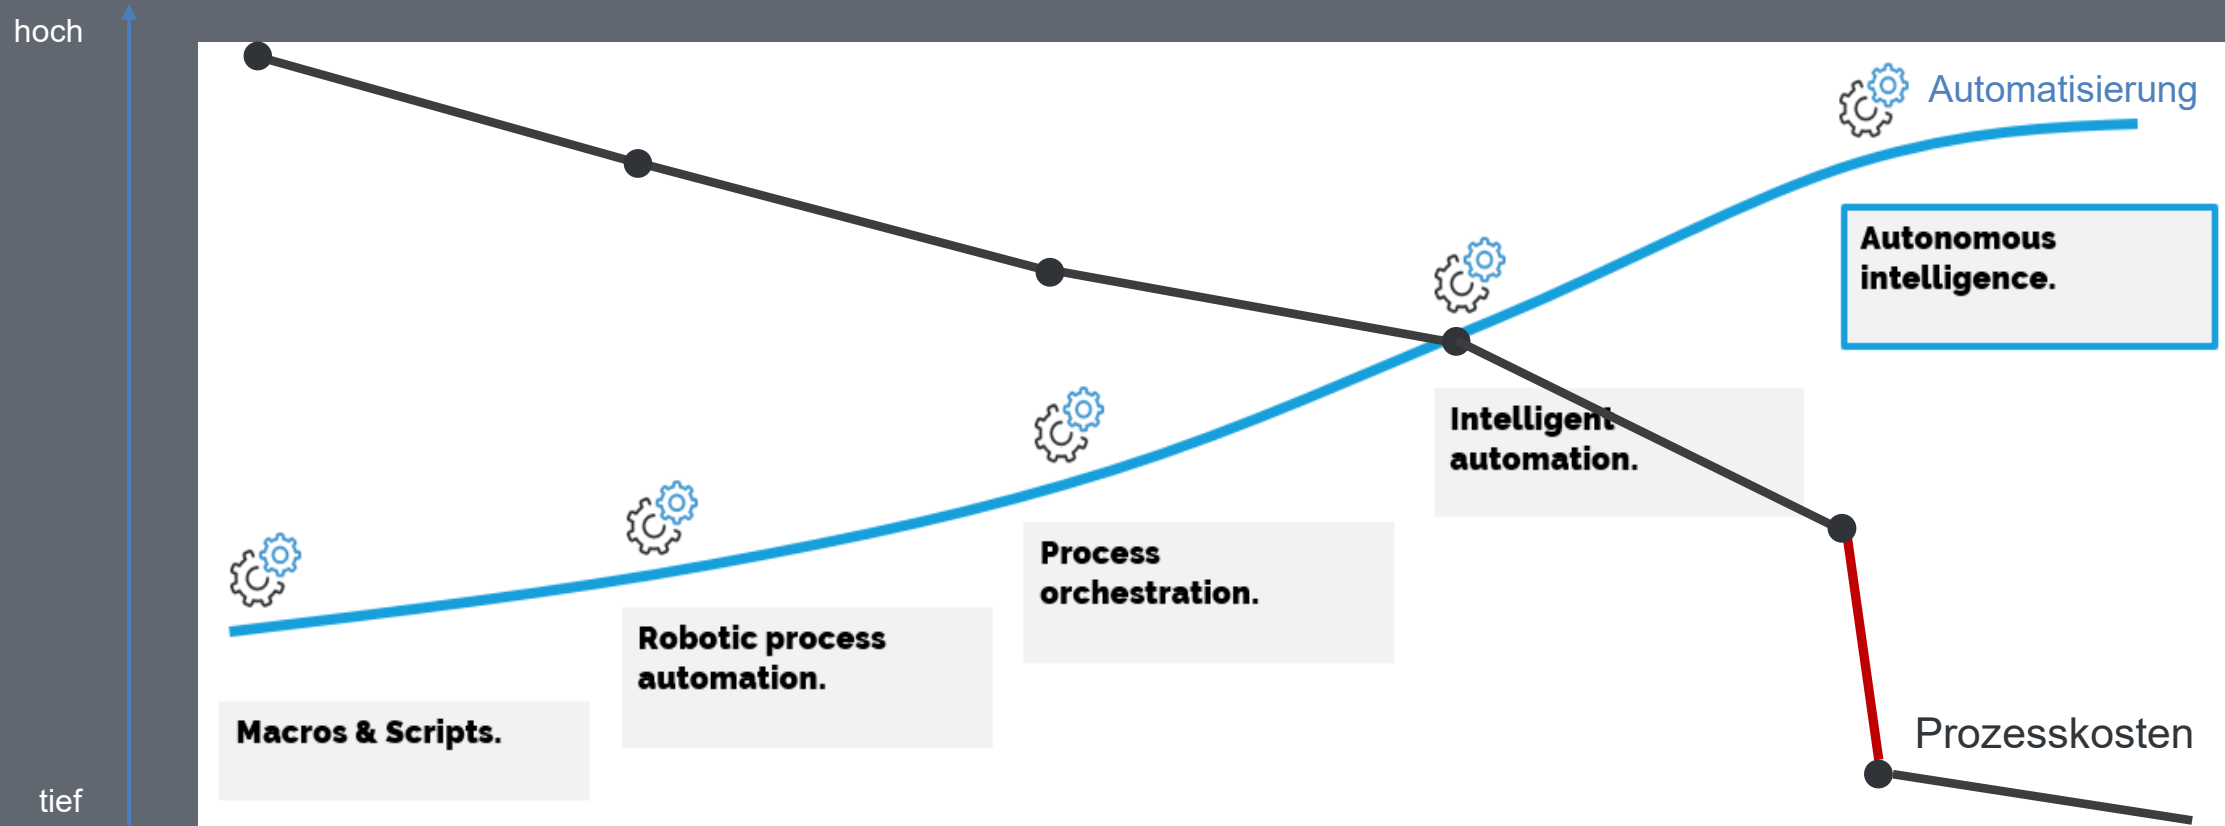 hoch
Automatisierung
Autonomous
intelligence.
Intelligent
automation.
Process
orchestration.
Robotic process
automation.
Macros & Scripts.
Prozesskosten
tief